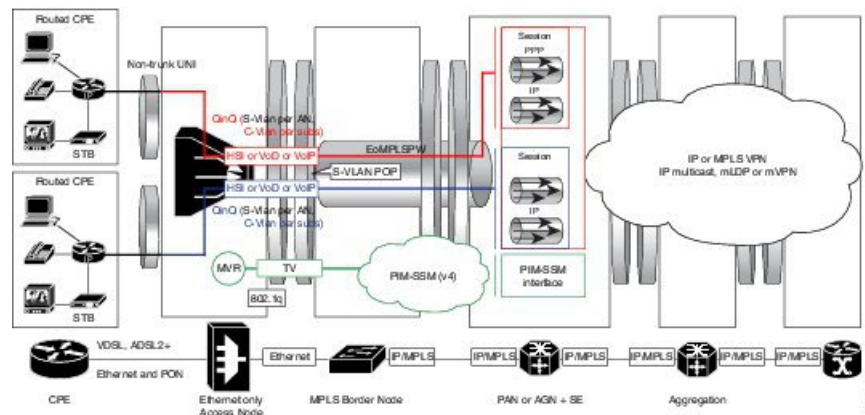 Routed CPE
IP
STB
Routed CPE
IP
STB
Non-trunk UNI
QinQ (S-Vlan per AN,
C-Vlan per subs)
HSI or VoD or VoIP
HSI or VoD or VoIP
QinQ (S-Vlan per AN,
C-Vlan per subs)
EoMPLSPW
S-VLAN POP
MVR
TV
802.1q
PIM-SSM (v4)
Session
PPP
IP
Session
IP
PIM-SSM
interface
IP or MPLS VPN
IP multicast, mLDP or mVPN
VDSL, ADSL2+
Ethernet and PON
Ethernet
IP/MPLS
IP/MPLS
IP/MPLS
IP/MPLS
IP/MPLS
IP/MPLS
CPE
Ethernet only
Access Node
MPLS Border Node
PAN or AGN + SE
Aggregation